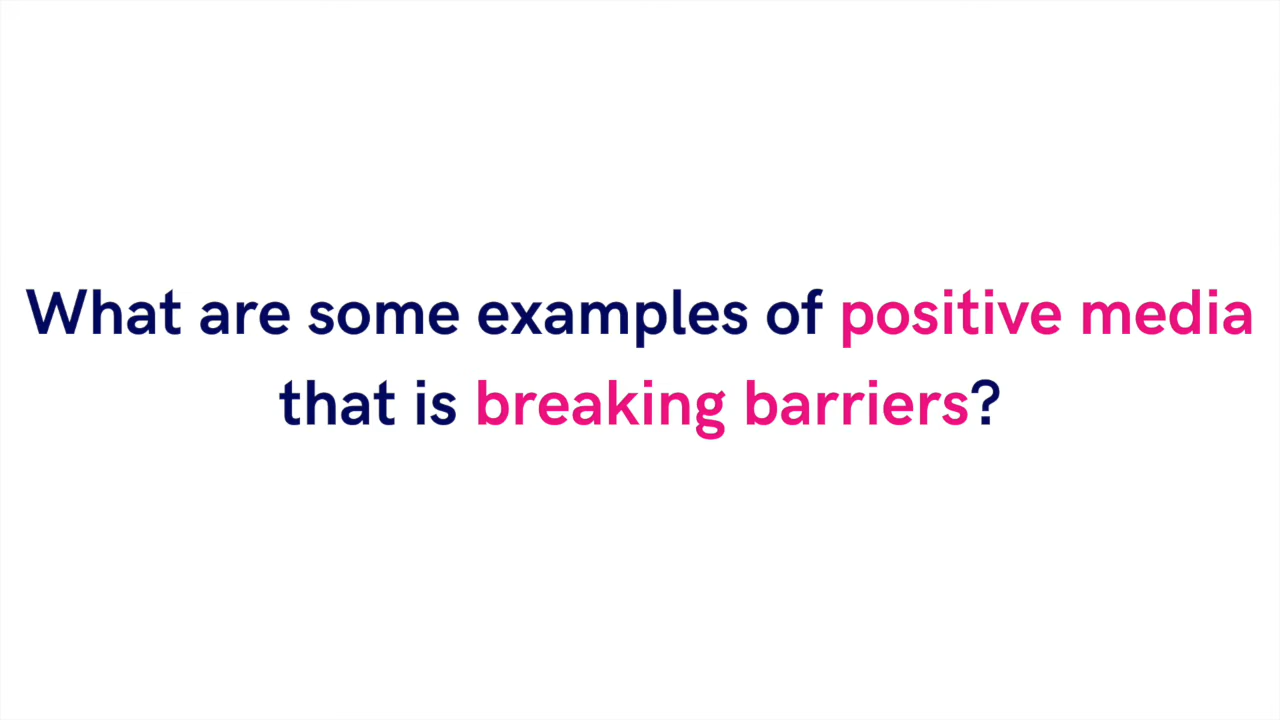 What are some examples of positive media
that is breaking barriers?